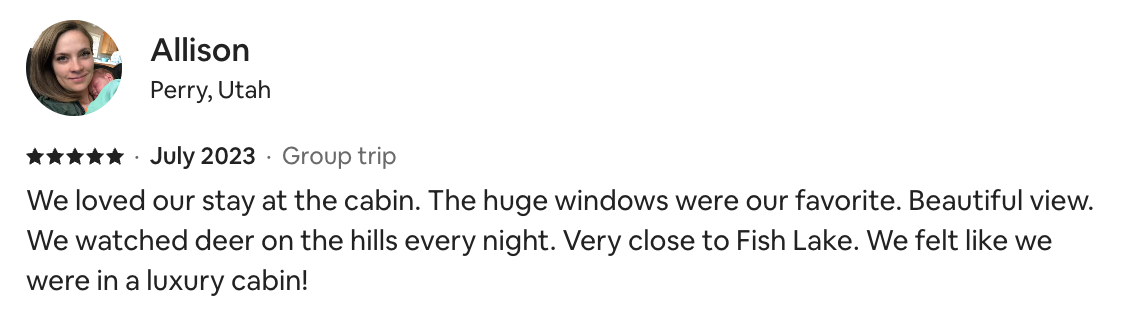 Allison
Perry, Utah
★★★★★ · July 2023 · Group trip
We loved our stay at the cabin. The huge windows were our favorite. Beautiful view.
We watched deer on the hills every night. Very close to Fish Lake. We felt like we
were in a luxury cabin!